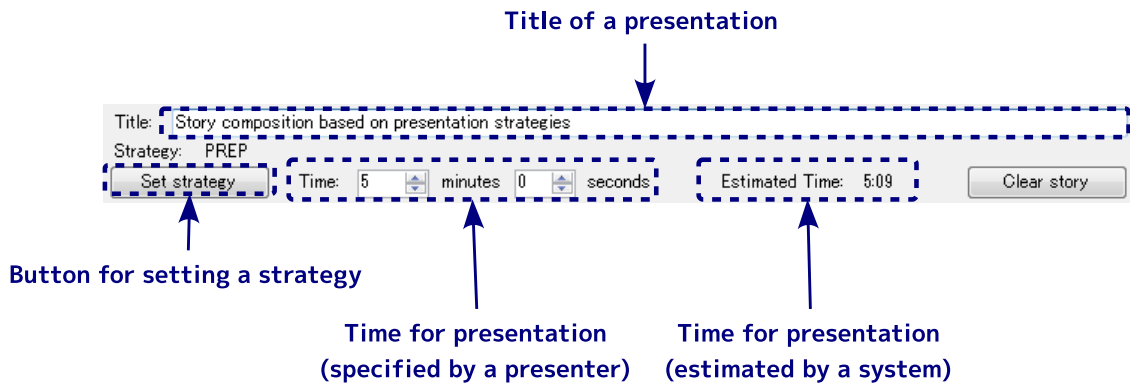 Title of a presentation
Title: Story composition based on presentation strategies
Strategy: PREP
Set strategy Time: 5 minutes 0 seconds Estimated Time: 5:09 Clear story
Button for setting a strategy
Time for presentation
(specified by a presenter)
Time for presentation
(estimated by a system)